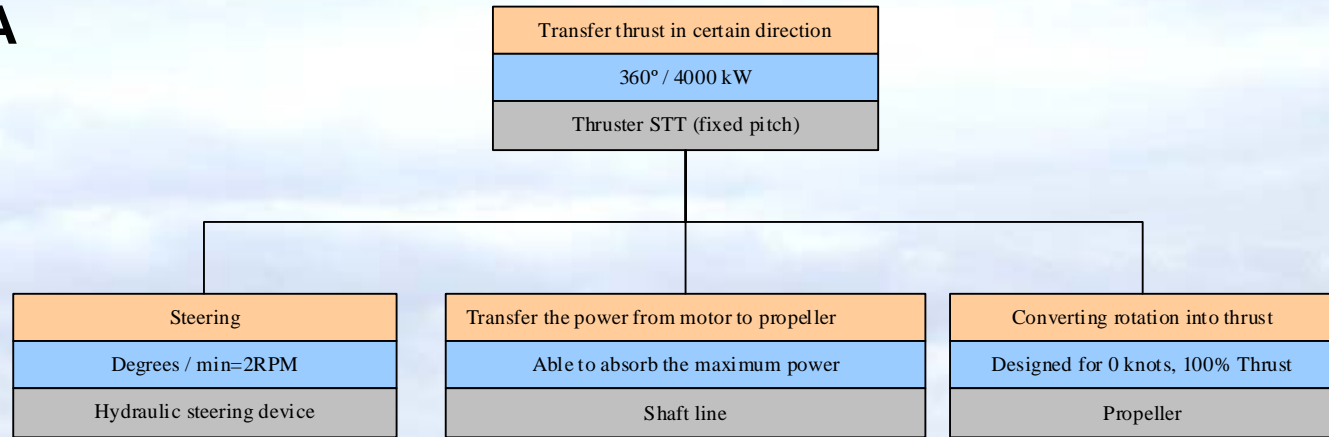 A
Transfer thrust in certain direction
360° / 4000 kW
Thruster STT (fixed pitch)
Steering
Degrees / min=2RPM
Hydraulic steering device
Transfer the power from motor to propeller
Able to absorb the maximum power
Shaft line
Converting rotation into thrust
Designed for 0 knots, 100% Thrust
Propeller